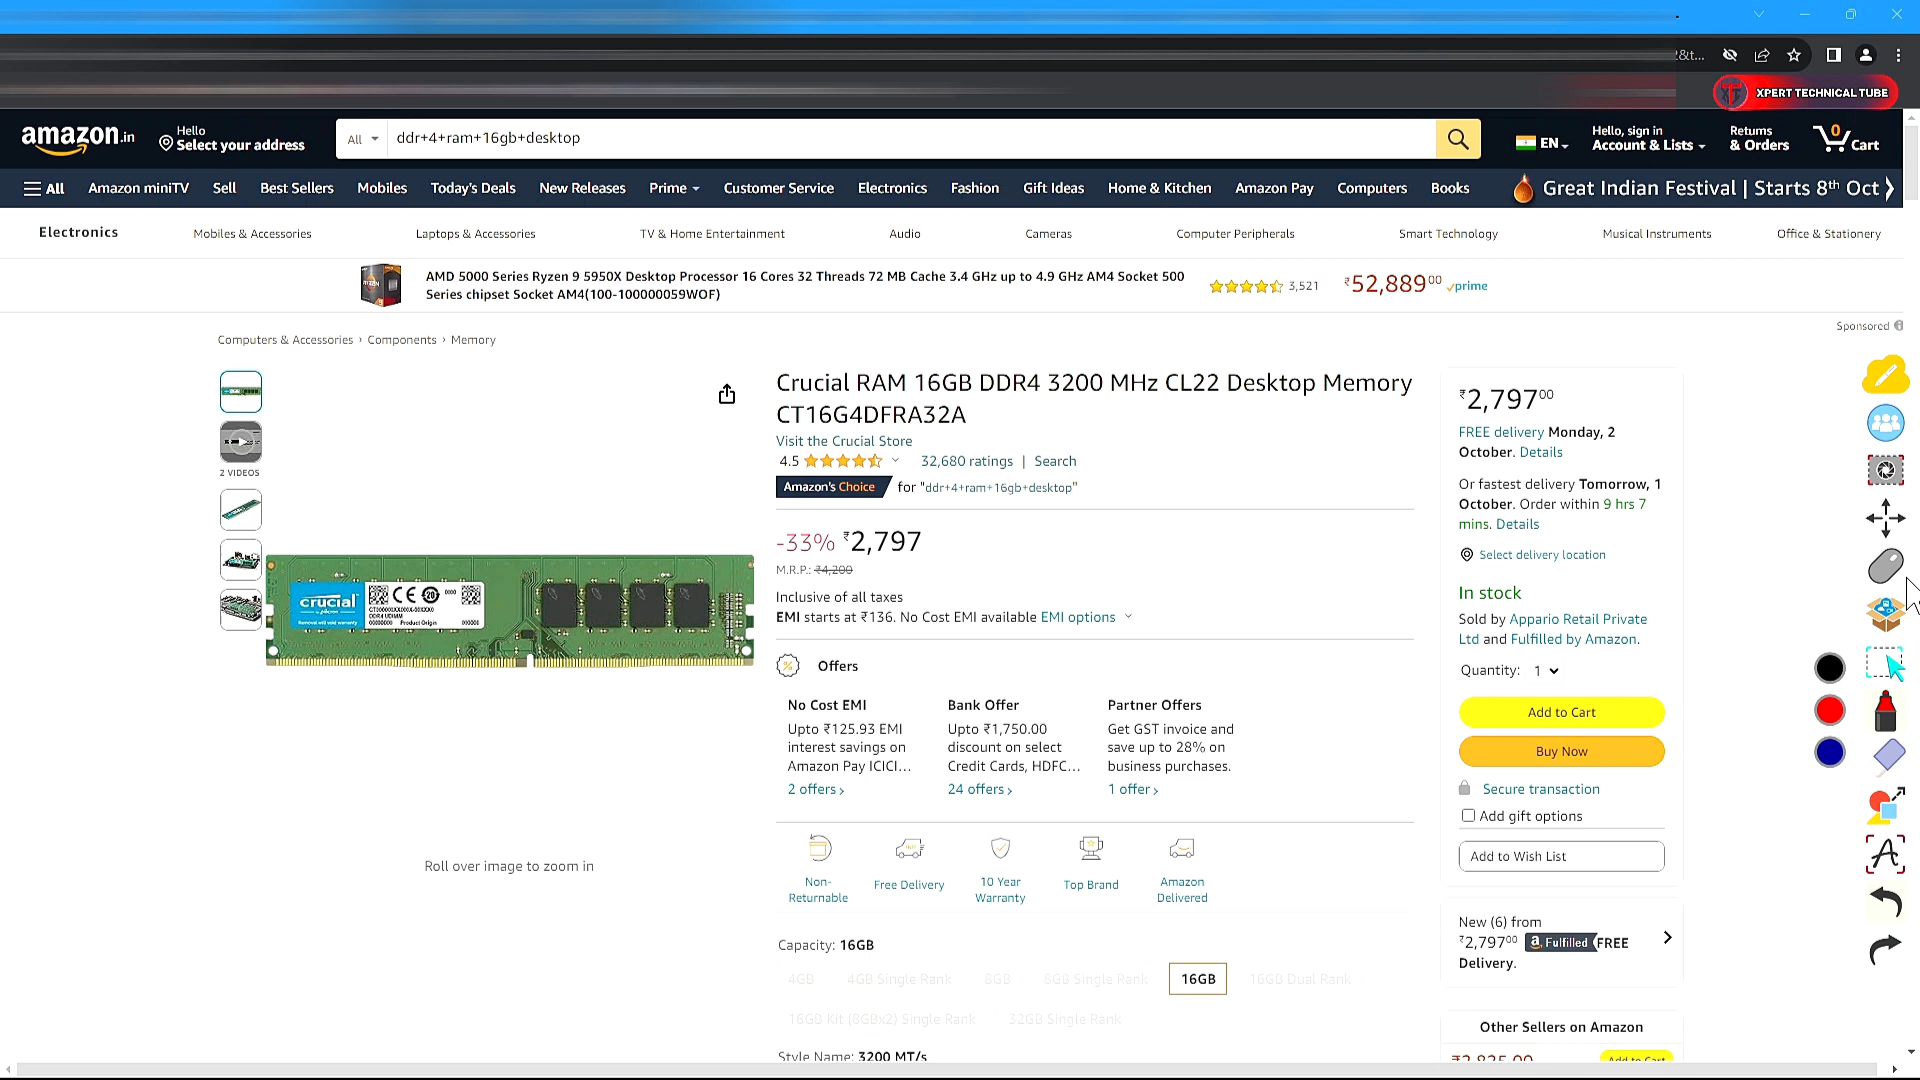 2&t...
XPERT TECHNICAL TUBE
amazon.in
Hello
Select your address
All
ddr+4+ram+16gb+desktop
EN
Hello, sign in
Account & Lists
Returns
& Orders
0
Cart
All
Amazon miniTV
Sell
Best Sellers
Mobiles
Today's Deals
New Releases
Prime
Customer Service
Electronics
Fashion
Gift Ideas
Home & Kitchen
Amazon Pay
Computers
Books
Great Indian Festival | Starts 8th Oct
Electronics
Mobiles & Accessories
Laptops & Accessories
TV & Home Entertainment
Audio
Cameras
Computer Peripherals
Smart Technology
Musical Instruments
Office & Stationery
AMD 5000 Series Ryzen 9 5950X Desktop Processor 16 Cores 32 Threads 72 MB Cache 3.4 GHz up to 4.9 GHz AM4 Socket 500
Series chipset Socket AM4(100-100000059WOF)
3,521
₹52,889.00
prime
Sponsored
Computers & Accessories › Components › Memory
2 VIDEOS
crucial
Roll over image to zoom in
Crucial RAM 16GB DDR4 3200 MHz CL22 Desktop Memory
CT16G4DFRA32A
Visit the Crucial Store
4.5
32,680 ratings | Search
Amazon's Choice for "ddr+4+ram+16gb+desktop"
-33% ₹2,797
M.R.P.: ₹4,200
Inclusive of all taxes
EMI starts at ₹136. No Cost EMI available EMI options
Offers
No Cost EMI
Upto ₹125.93 EMI
interest savings on
Amazon Pay ICICI…
2 offers ›
Bank Offer
Upto ₹1,750.00
discount on select
Credit Cards, HDFC…
24 offers ›
Partner Offers
Get GST invoice and
save up to 28% on
business purchases.
1 offer ›
Non-
Returnable
Free Delivery
10 Year
Warranty
Top Brand
Amazon
Delivered
Capacity: 16GB
4GB
4GB Single Rank
8GB
8GB Single Rank
16GB
16GB Dual Rank
16GB Kit (8GBx2) Single Rank
32GB Single Rank
Style Name: 3200 MT/s
₹2,797.00
FREE delivery Monday, 2
October. Details
Or fastest delivery Tomorrow, 1
October. Order within 9 hrs 7
mins. Details
Select delivery location
In stock
Sold by Appario Retail Private
Ltd and Fulfilled by Amazon.
Quantity: 1
Add to Cart
Buy Now
Secure transaction
Add gift options
Add to Wish List
New (6) from
₹2,797.00 a Fulfilled FREE
Delivery.
Other Sellers on Amazon
₹2,825.00
Add to Cart